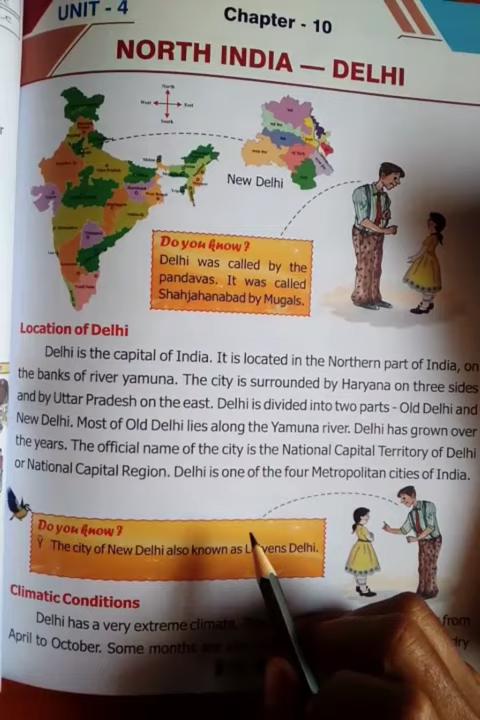 UNIT - 4
Chapter - 10
NORTH INDIA — DELHI
North
West
East
South
New Delhi
Do you know?
Delhi was called by the
pandavas. It was called
Shahjahanabad by Mugals.
Location of Delhi
Delhi is the capital of India. It is located in the Northern part of India, on
the banks of river yamuna. The city is surrounded by Haryana on three sides
and by Uttar Pradesh on the east. Delhi is divided into two parts - Old Delhi and
New Delhi. Most of Old Delhi lies along the Yamuna river. Delhi has grown over
the years. The official name of the city is the National Capital Territory of Delhi
or National Capital Region. Delhi is one of the four Metropolitan cities of India.
Do you know?
The city of New Delhi also known as Delhi.
Climatic Conditions
Delhi has a very extreme climate. from
April to October. Some months are dry